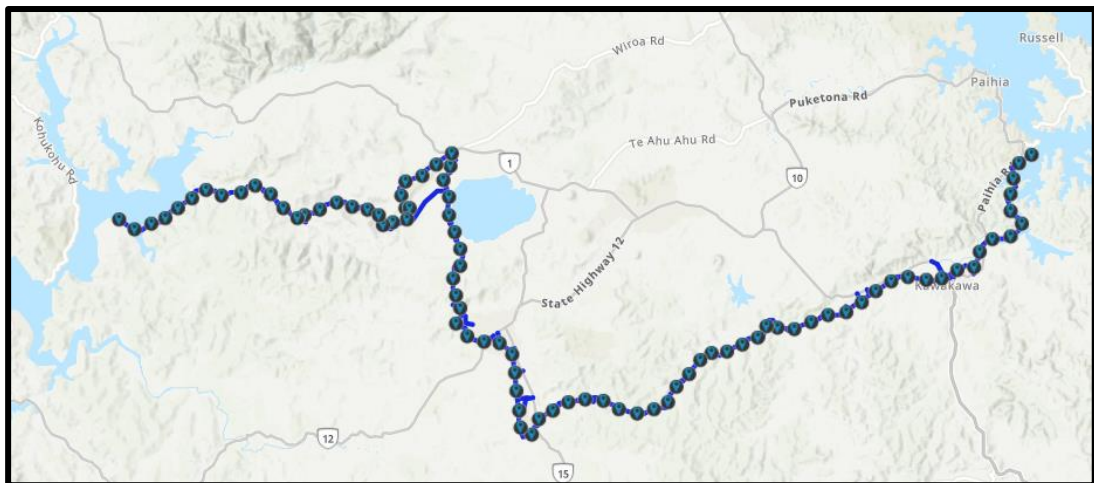 Russell
Wiroa Rd
Paihia
Puketona Rd
Kohukohu Rd
Te Ahu Ahu Rd
1
10
Paihia R
State Highway 12
Kawakawa
12
15